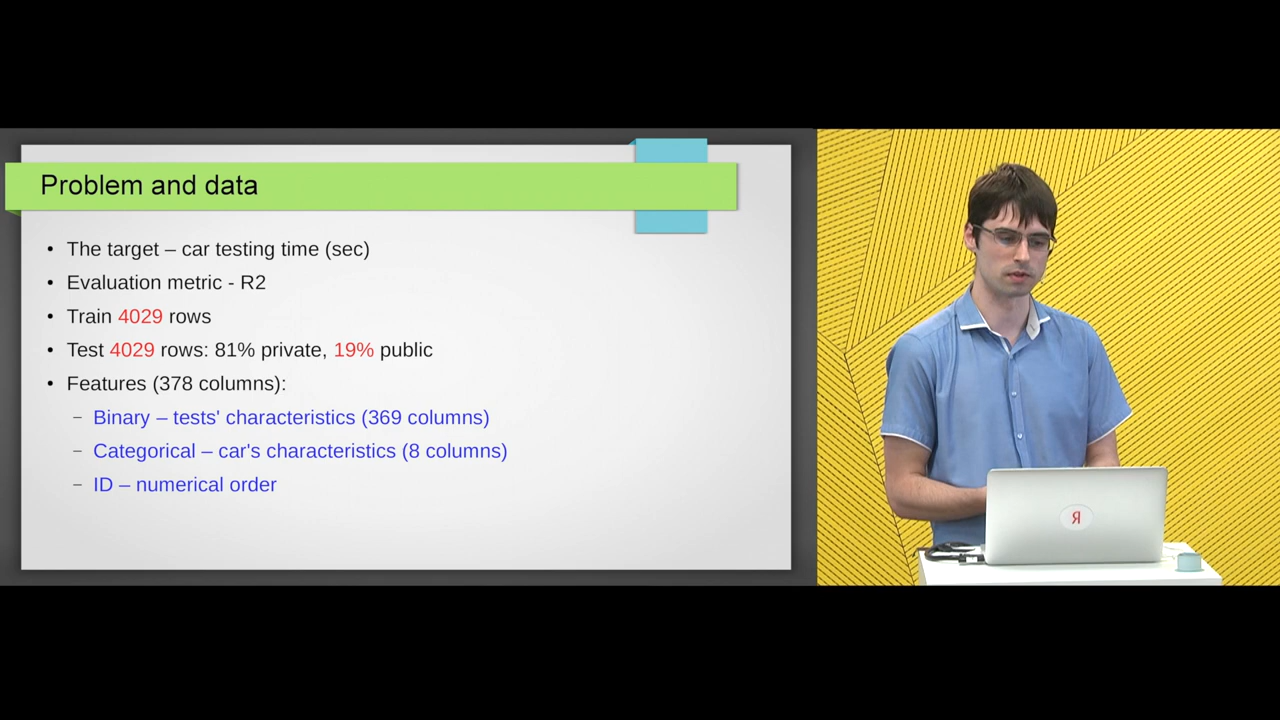 Problem and data
• The target – car testing time (sec)
• Evaluation metric - R2
• Train 4029 rows
• Test 4029 rows: 81% private, 19% public
• Features (378 columns):
– Binary – tests' characteristics (369 columns)
– Categorical – car's characteristics (8 columns)
– ID – numerical order
Я